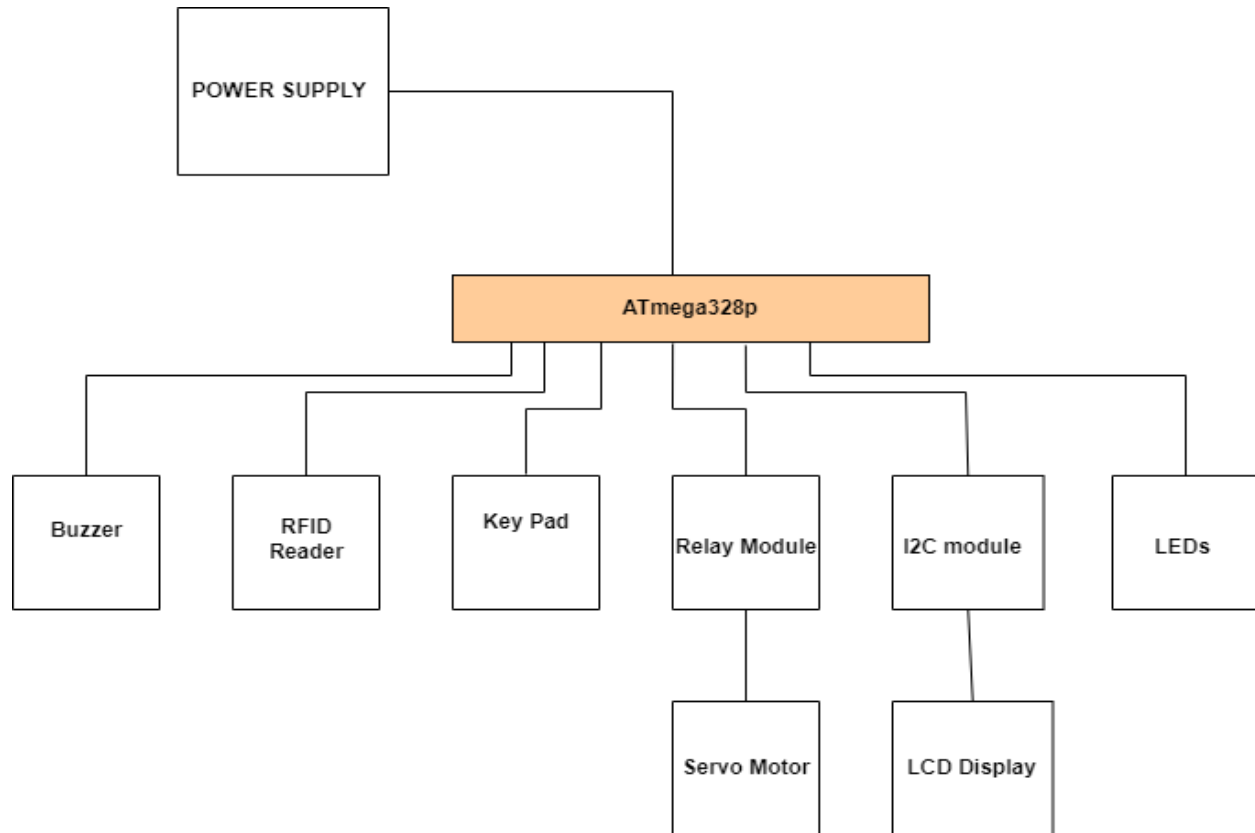 POWER SUPPLY
ATmega328p
Buzzer
RFID
Reader
Key Pad
Relay Module
I2C module
LEDs
Servo Motor
LCD Display